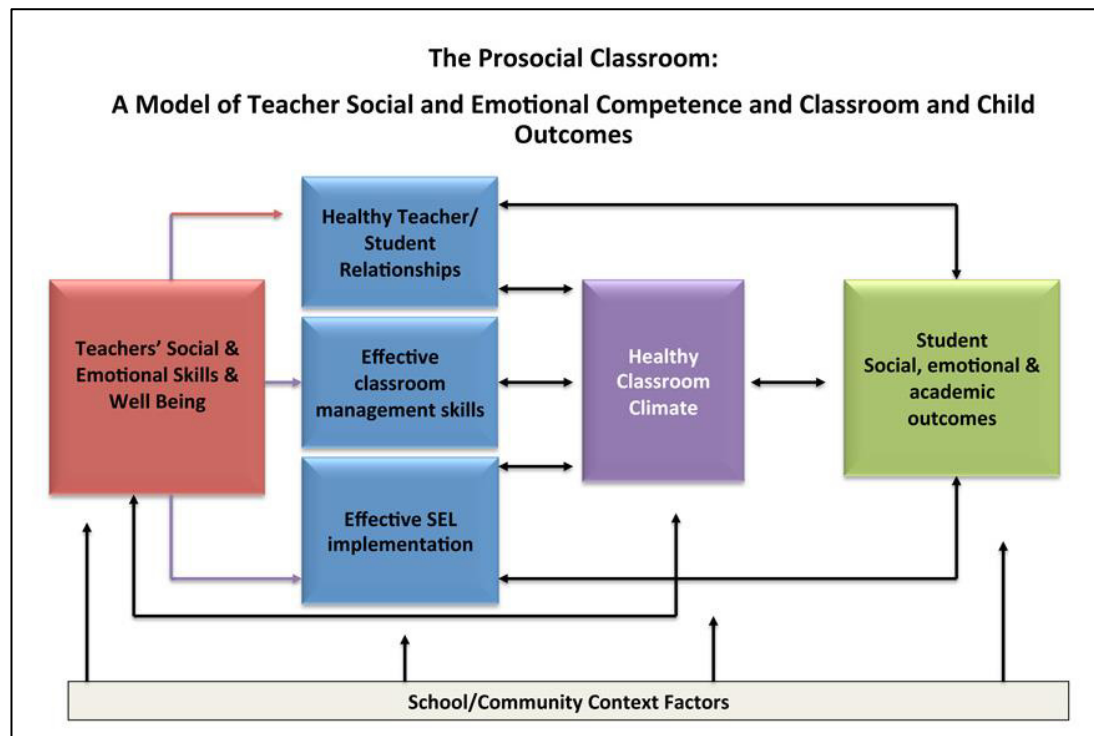 The Prosocial Classroom:
A Model of Teacher Social and Emotional Competence and Classroom and Child
Outcomes
Teachers’ Social &
Emotional Skills &
Well Being
Healthy Teacher/
Student
Relationships
Effective
classroom
management skills
Effective SEL
implementation
Healthy
Classroom
Climate
Student
Social, emotional &
academic
outcomes
School/Community Context Factors